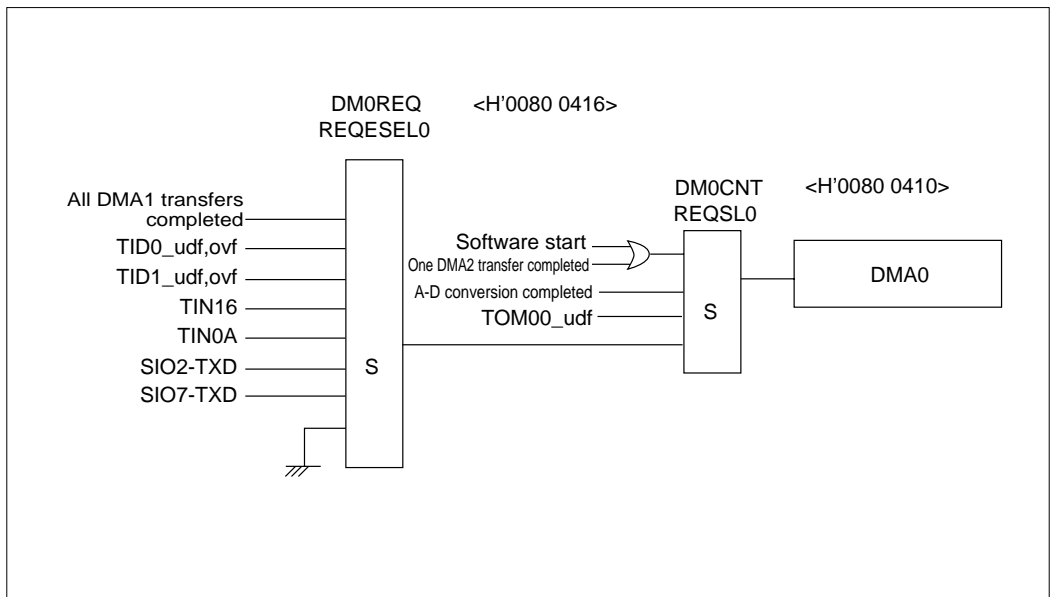 DM0REQ <H'0080 0416>
REQESEL0
All DMA1 transfers
completed
TID0_udf,ovf
TID1_udf,ovf
TIN16
TIN0A
SIO2-TXD
SIO7-TXD
S
DM0CNT <H'0080 0410>
REQSL0
Software start
One DMA2 transfer completed
A-D conversion completed
TOM00_udf
S
DMA0